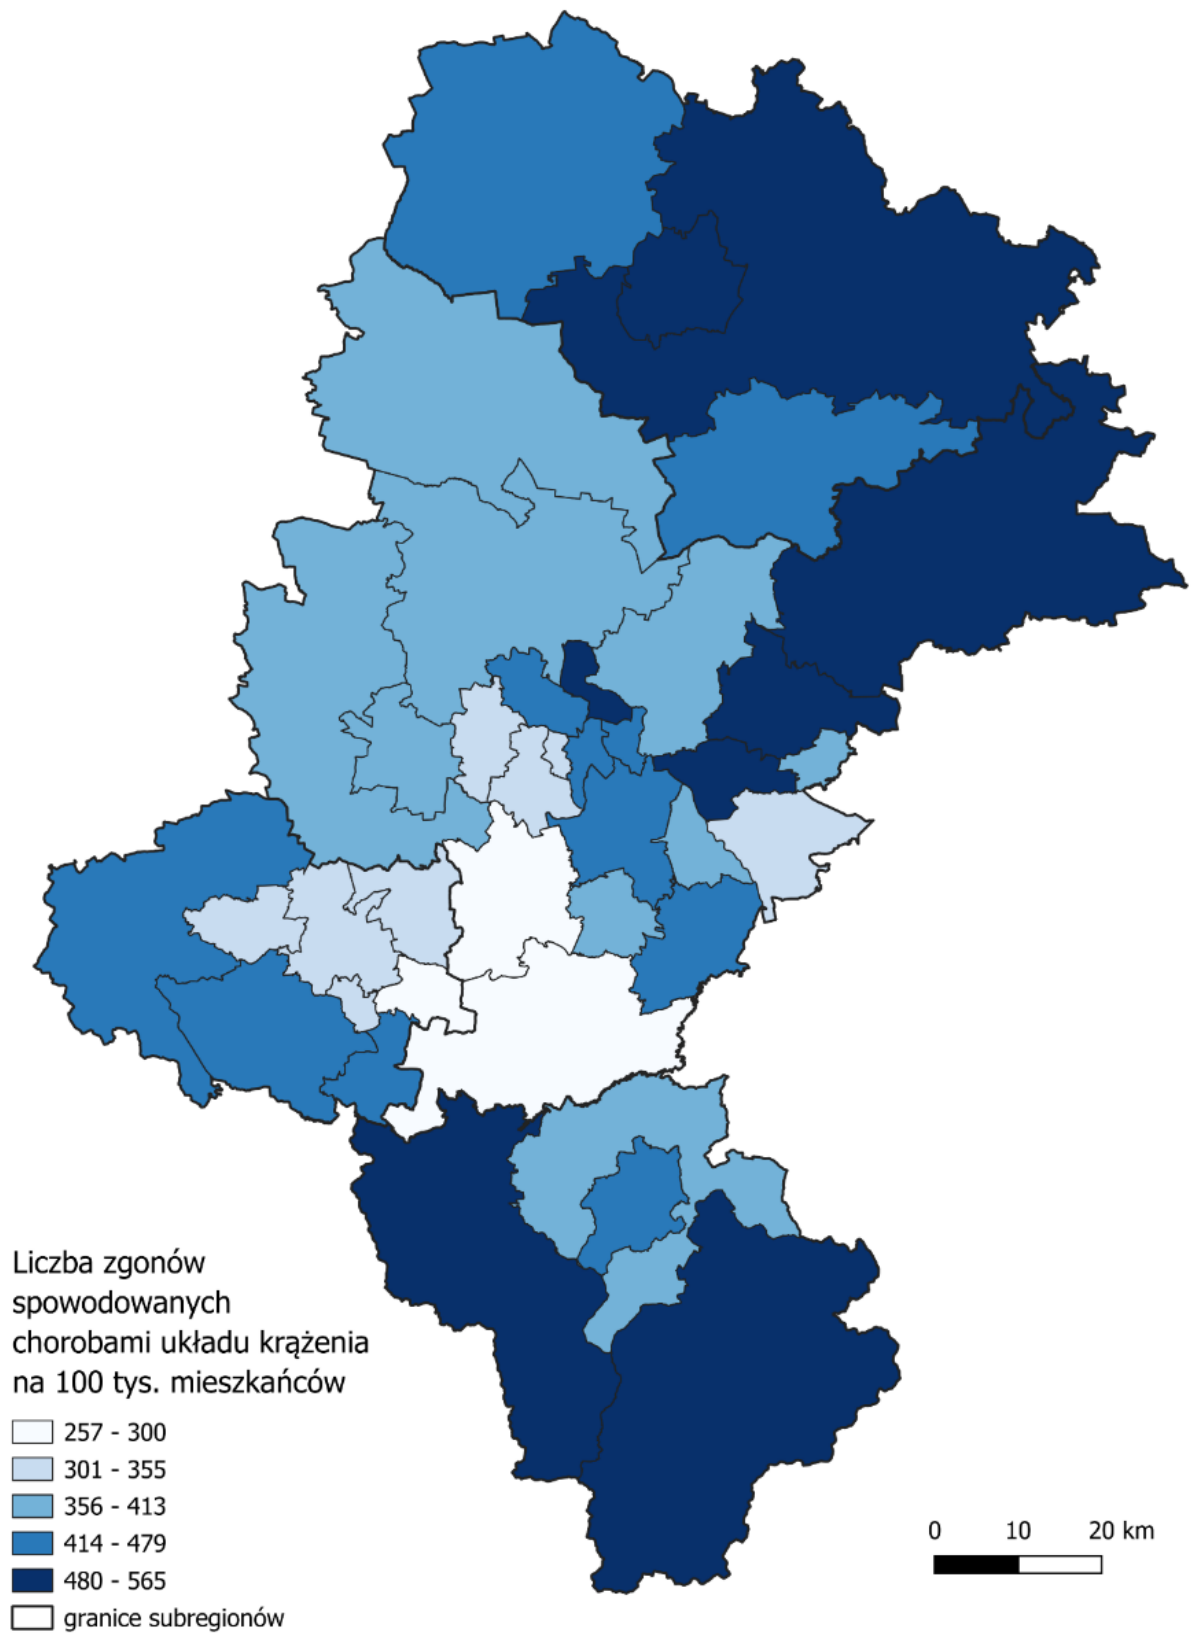 Liczba zgonów
spowodowanych
chorobami układu krążenia
na 100 tys. mieszkańców
257 - 300
301 - 355
356 - 413
414 - 479
480 - 565
granice subregionów
0 10 20 km